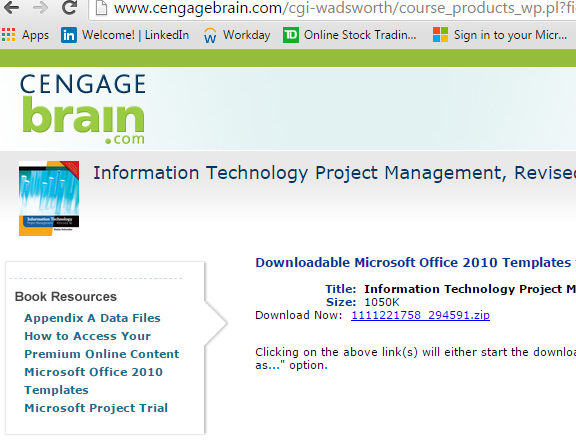 www.cengagebrain.com/cgi-wadsworth/course_products_wp.pl?fi
Apps Welcome! | LinkedIn Workday Online Stock Tradin... Sign in to your Micr...
CENGAGE
brain
.com
Information Technology Project Management, Revised
Downloadable Microsoft Office 2010 Templates
Title: Information Technology Project M
Size: 1050K
Download Now: 1111221758_294591.zip
Clicking on the above link(s) will either start the downloa
as..." option.
Book Resources
Appendix A Data Files
How to Access Your
Premium Online Content
Microsoft Office 2010
Templates
Microsoft Project Trial